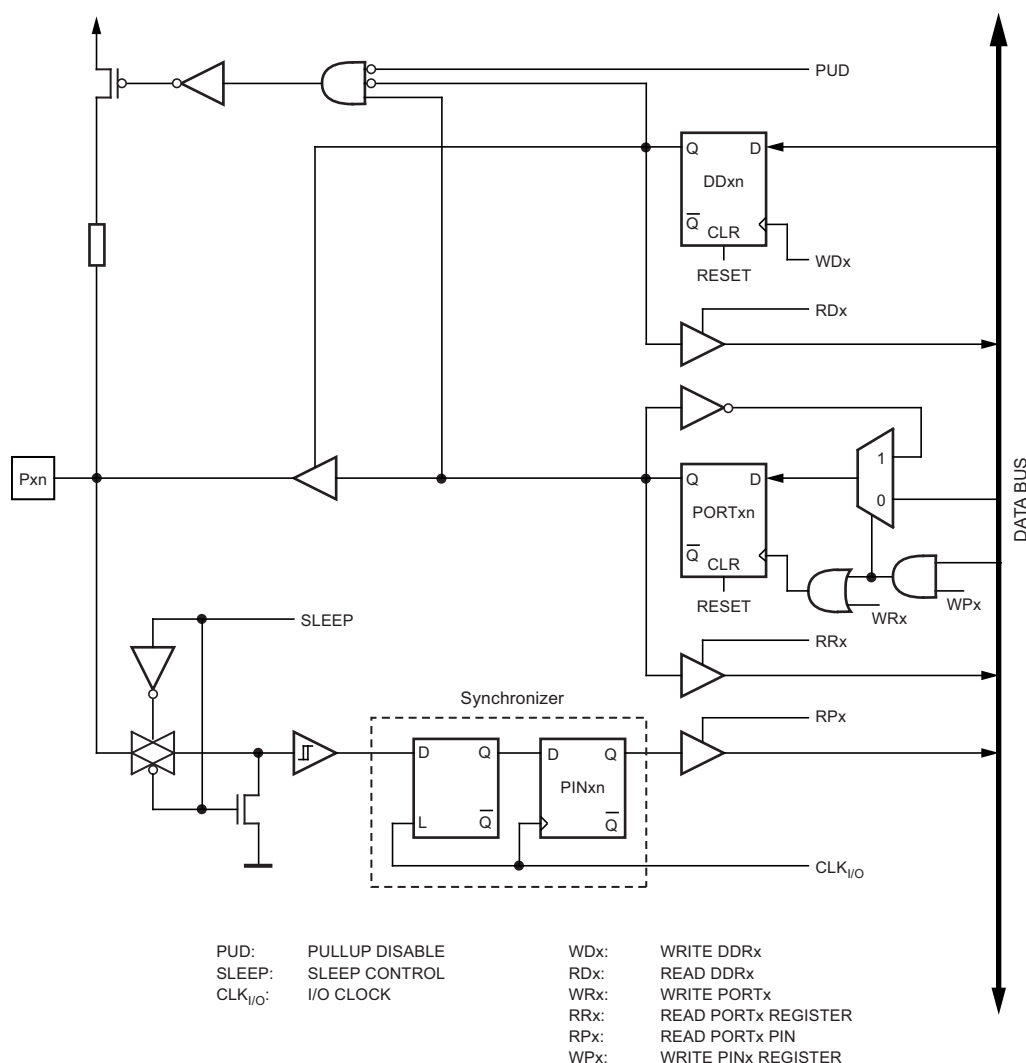 PUD
Q D
DDxn
Q
CLR
RESET
WDx
RDx
Pxn
1
Q D
PORTxn
0
Q
CLR
RESET
WRx
WPx
DATA BUS
SLEEP
RRx
Synchronizer
RPx
D Q D Q
PINxn
L Q Q
CLKI/O
PUD: PULLUP DISABLE
SLEEP: SLEEP CONTROL
CLKI/O: I/O CLOCK
WDx: WRITE DDRx
RDx: READ DDRx
WRx: WRITE PORTx
RRx: READ PORTx REGISTER
RPx: READ PORTx PIN
WPx: WRITE PINx REGISTER